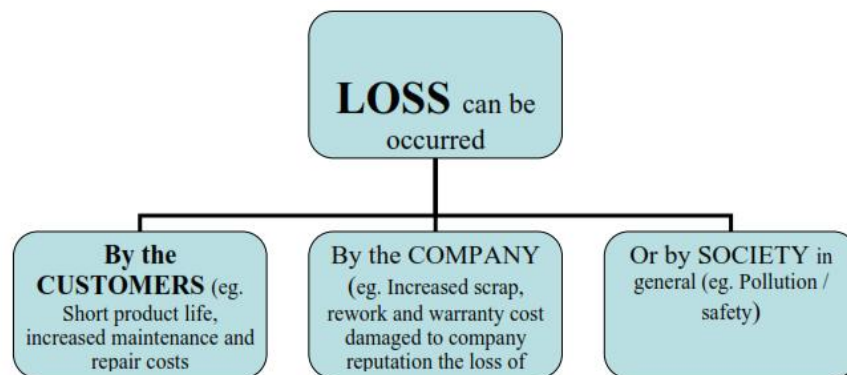 LOSS can be
occurred
By the
CUSTOMERS (eg.
Short product life,
increased maintenance and
repair costs
By the COMPANY
(eg. Increased scrap,
rework and warranty cost
damaged to company
reputation the loss of
Or by SOCIETY in
general (eg. Pollution /
safety)